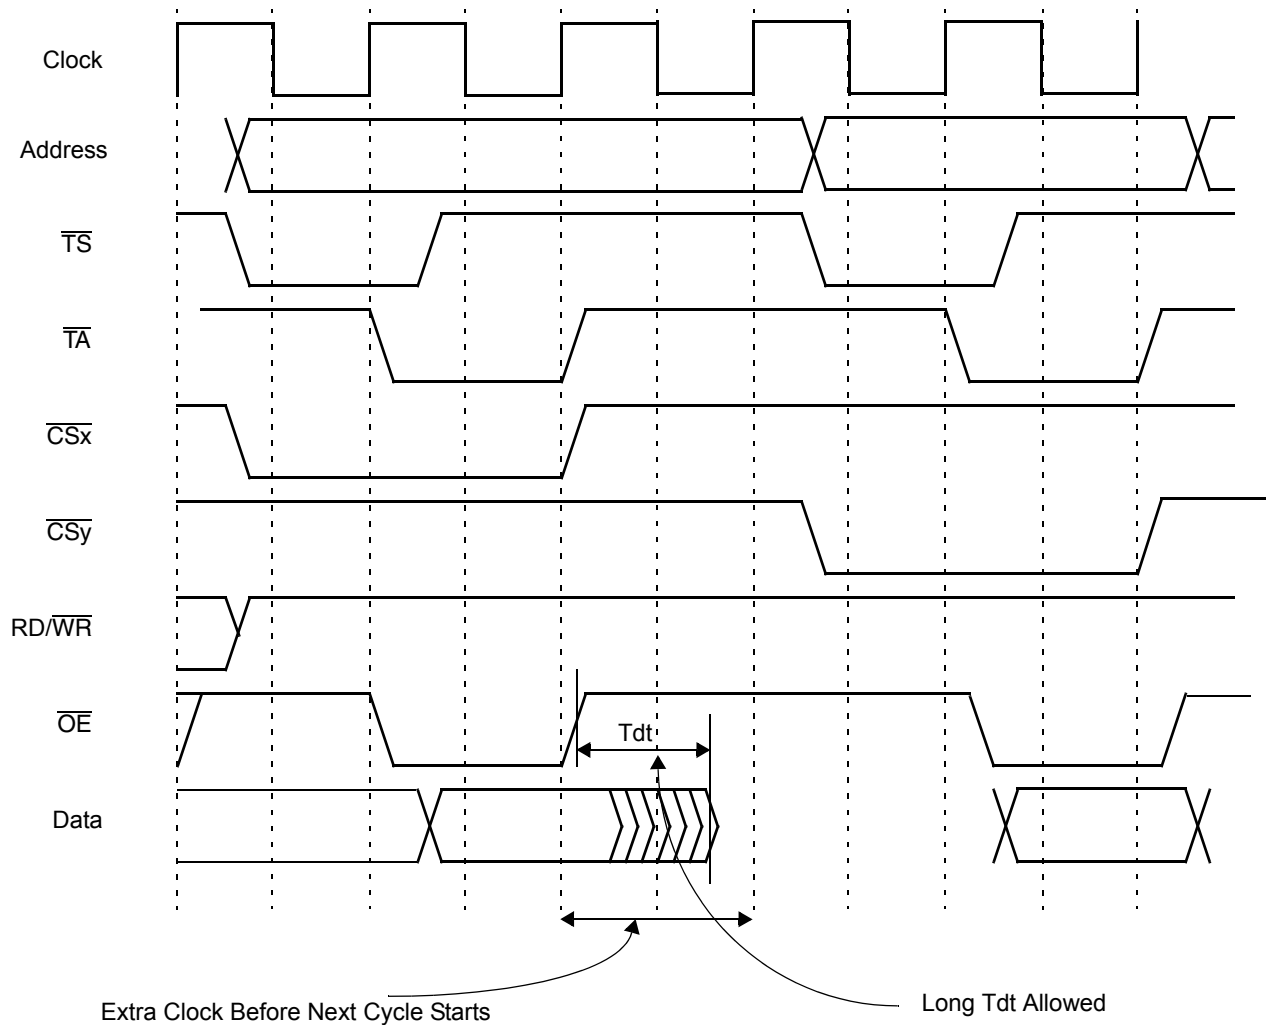 Clock
Address
TS
TA
CSx
CSy
RD/WR
OE
Tdt
Data
Extra Clock Before Next Cycle Starts
Long Tdt Allowed